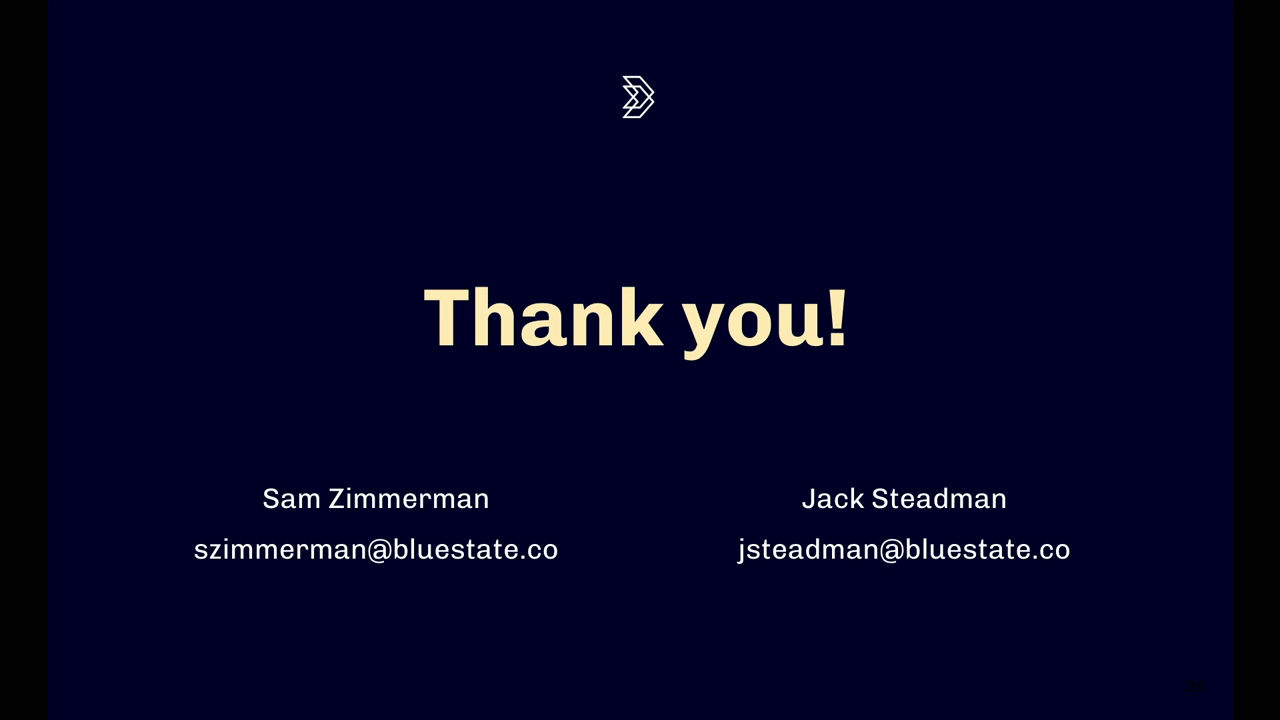 Thank you!
Sam Zimmerman
szimmerman@bluestate.co
Jack Steadman
jsteadman@bluestate.co